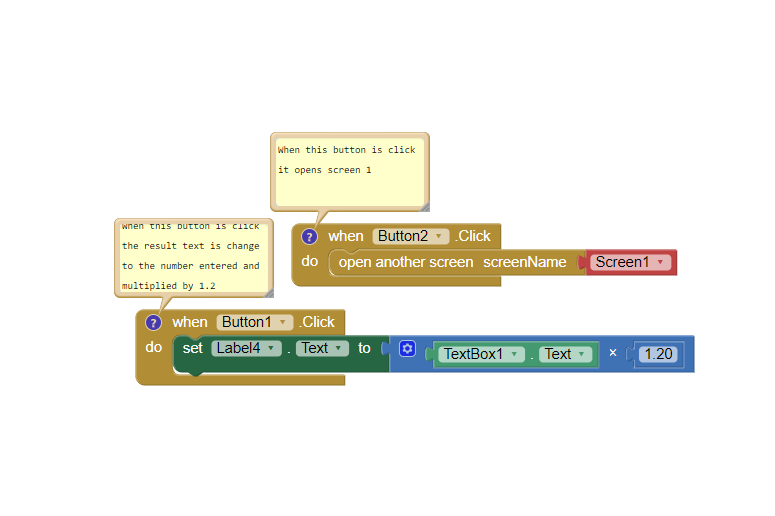 When this button is click
it opens screen 1
? when Button2 .Click
do open another screen screenName Screen1
When this button is click
the result text is change
to the number entered and
multiplied by 1.2
? when Button1 .Click
do set Label4 . Text to TextBox1 . Text × 1.20